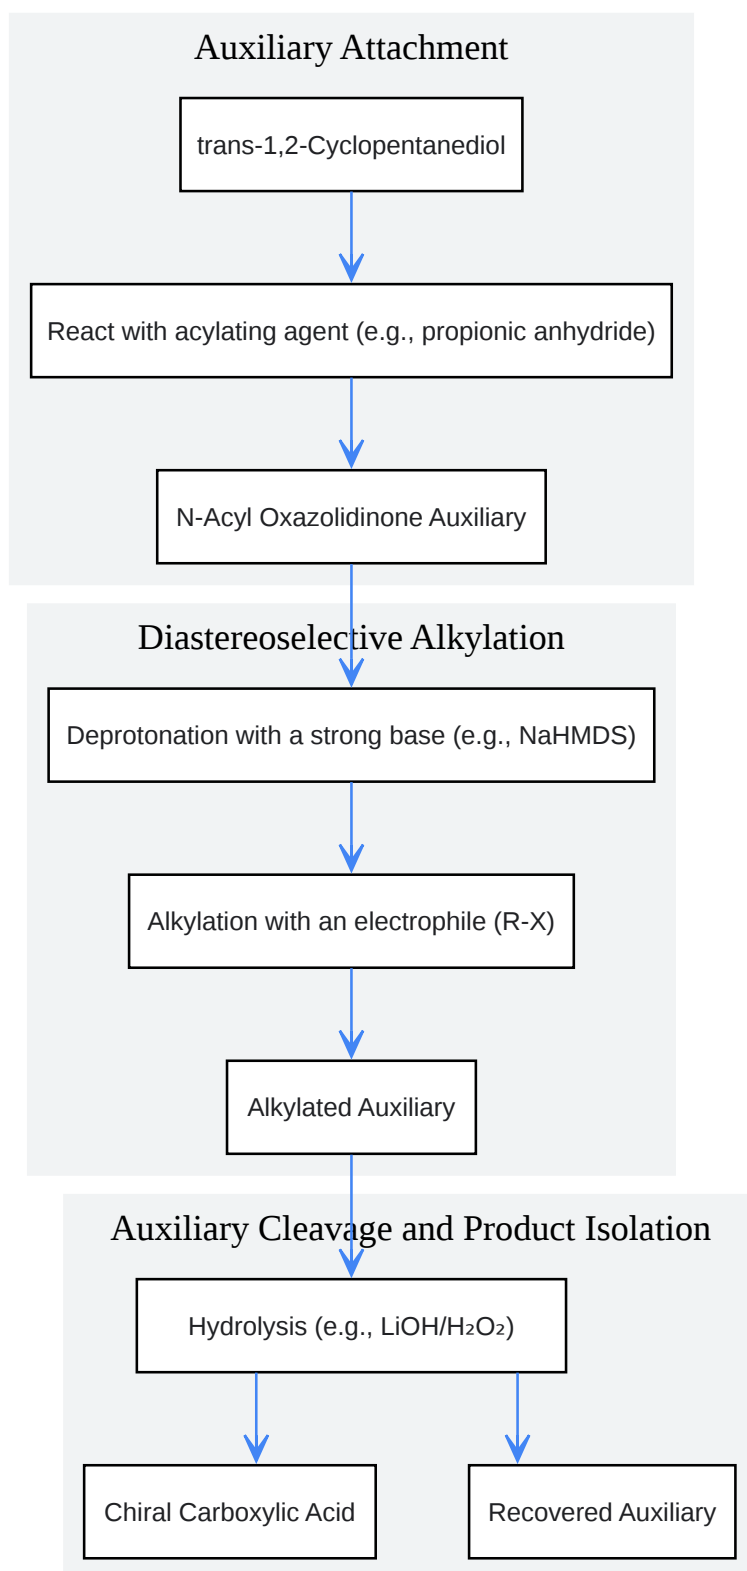 Auxiliary Attachment
trans-1,2-Cyclopentanediol
React with acylating agent (e.g., propionic anhydride)
N-Acyl Oxazolidinone Auxiliary
Diastereoselective Alkylation
Deprotonation with a strong base (e.g., NaHMDS)
Alkylation with an electrophile (R-X)
Alkylated Auxiliary
Auxiliary Cleavage and Product Isolation
Hydrolysis (e.g., LiOH/H₂O₂)
Chiral Carboxylic Acid
Recovered Auxiliary